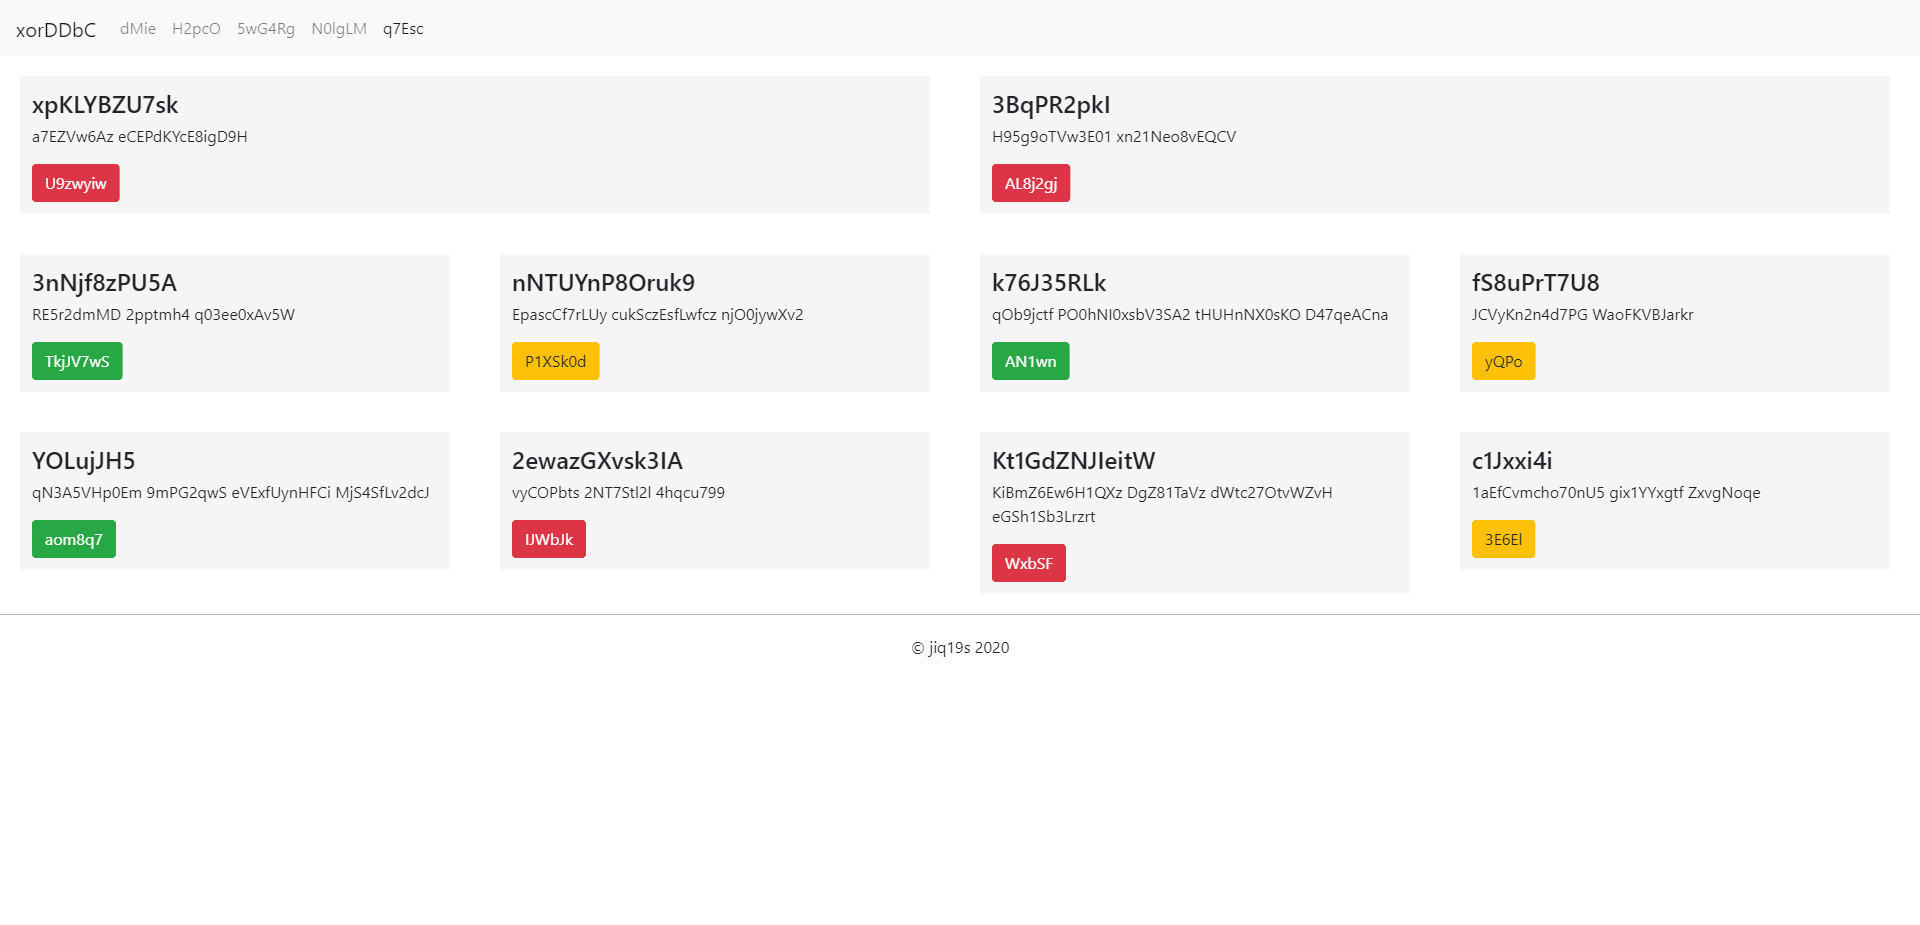 xorDDbC dMie H2pcO 5wG4Rg N0lgLM q7Esc
xpKLYBZU7sk
a7EZVw6Az eCEPdKYcE8igD9H
U9zwyiw
3BqPR2pkI
H95g9oTVw3E01 xn21Neo8vEQCV
AL8j2gj
3nNjf8zPU5A
RE5r2dmMD 2pptmh4 q03ee0xAv5W
TkjJV7wS
nNTUYnP8Oruk9
EpascCf7rLUy cukSczEsfLwfcz njO0jywXv2
P1XSk0d
k76J35RLk
qOb9jctf PO0hNI0xsbV3SA2 tHUHnNX0sKO D47qeACna
AN1wn
fS8uPrT7U8
JCVyKn2n4d7PG WaoFKVBJarkr
yQPo
YOLujJH5
qN3A5VHp0Em 9mPG2qwS eVExfUynHFCi MjS4SfLv2dcJ
aom8q7
2ewazGXvsk3IA
vyCOPbts 2NT7Stl2l 4hqcu799
IJWbJk
Kt1GdZNJIeitW
KiBmZ6Ew6H1QXz DgZ81TaVz dWtc27OtvWZvH
eGSh1Sb3Lrzrt
WxbSF
c1Jxxi4i
1aEfCvmcho70nU5 gix1YYxgtf ZxvgNoqe
3E6El
© jiq19s 2020